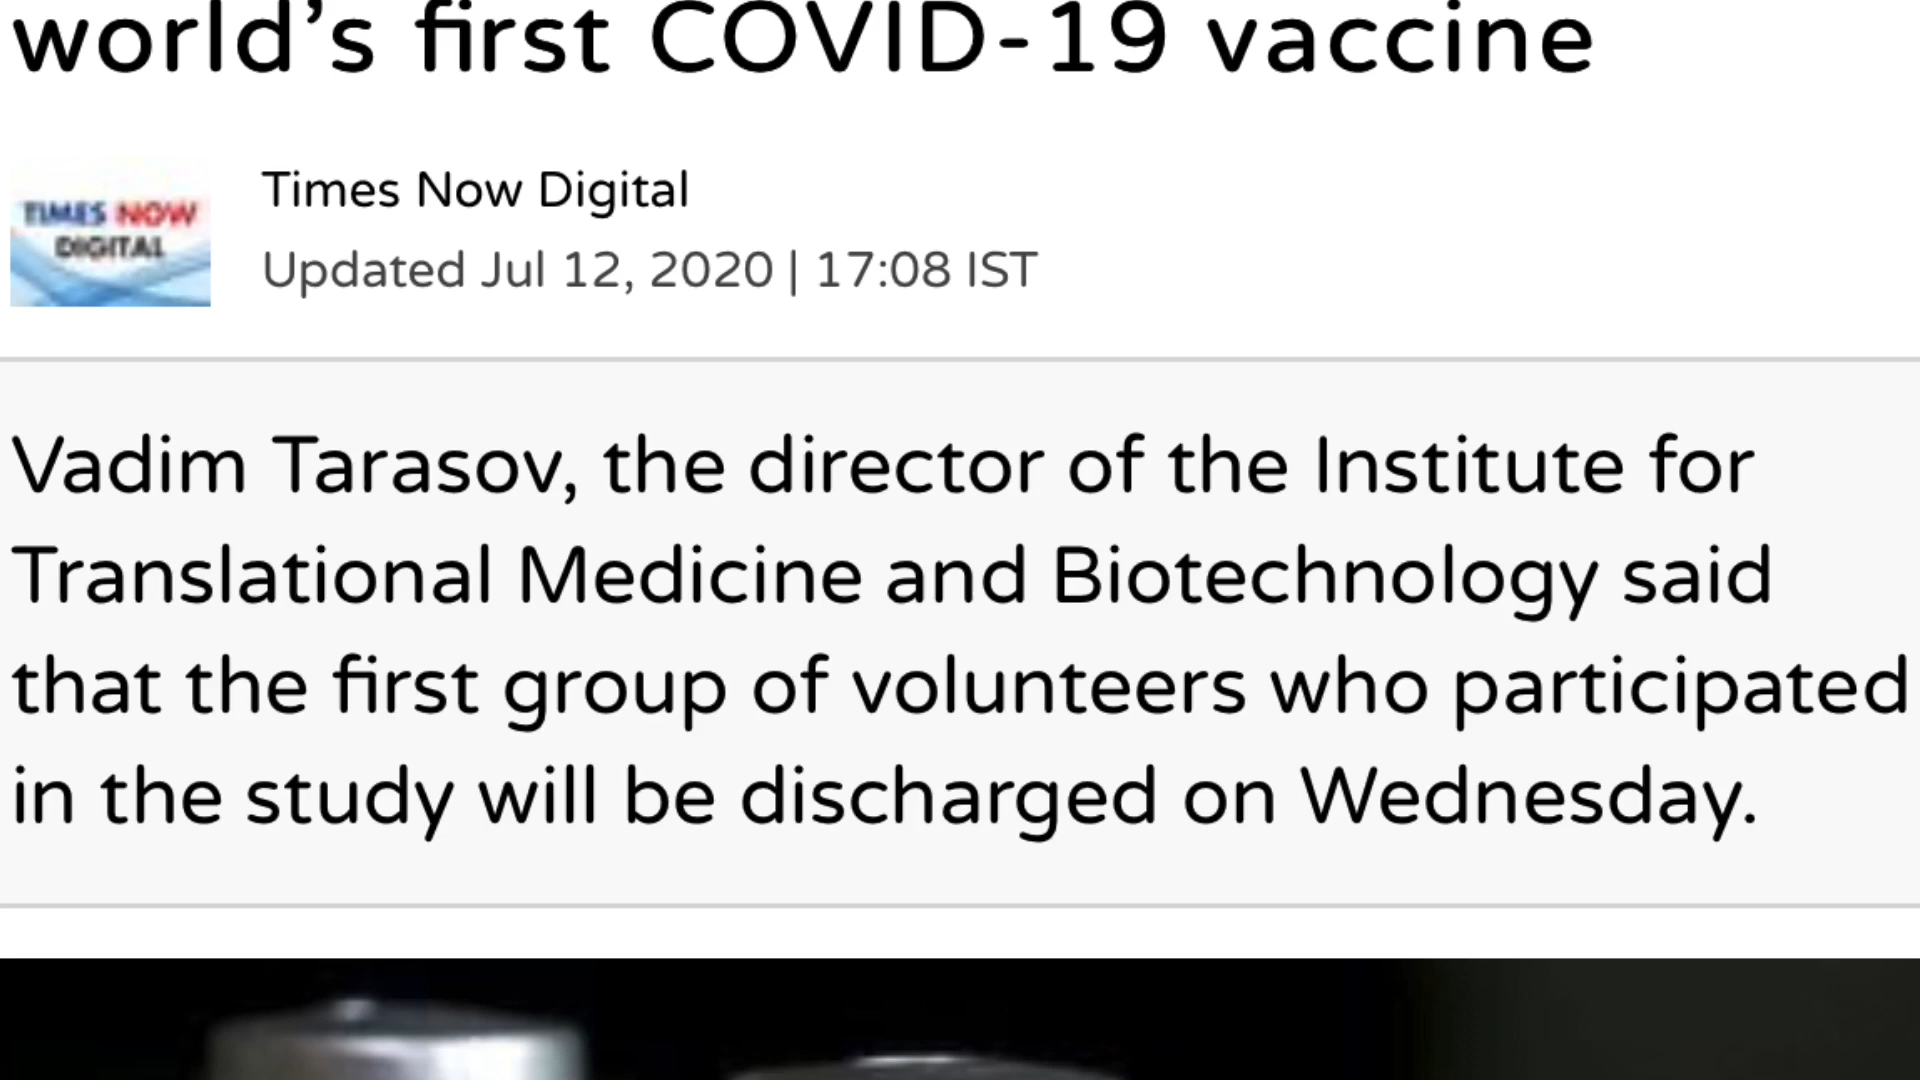 world's first COVID-19 vaccine
TIMES NOW
DIGITAL
Times Now Digital
Updated Jul 12, 2020 | 17:08 IST
Vadim Tarasov, the director of the Institute for
Translational Medicine and Biotechnology said
that the first group of volunteers who participated
in the study will be discharged on Wednesday.